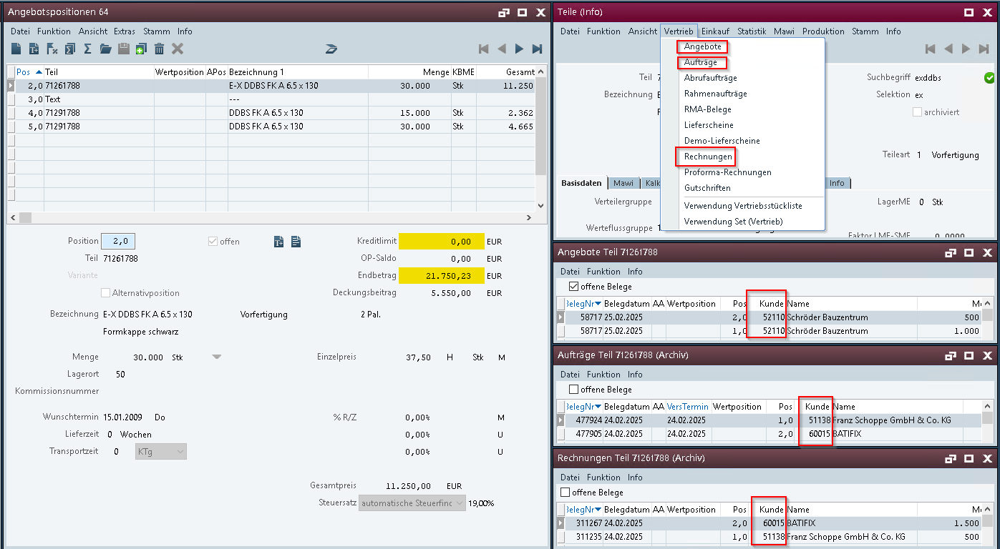 Angebotspositionen 64
Datei Funktion Ansicht Extras Stamm Info
Pos Teil Wertposition APo Bezeichnung 1 Menge KBME Gesamt
2,0 71261788 E-X DDBS FK A 6.5 x 130 30.000 Stk 11.250
3,0 Text ---
4,0 71291788 DDBS FK A 6.5 x 130 15.000 Stk 2.362
5,0 71291788 DDBS FK A 6.5 x 130 30.000 Stk 4.665
Position 2,0 offen Kreditlimit 0,00 EUR
Teil 71261788 OP-Saldo 0,00 EUR
Variante Endbetrag 21.750,23 EUR
Alternativposition Deckungsbeitrag 5.550,00 EUR
Bezeichnung E-X DDBS FK A 6.5 x 130 Vorfertigung 2 Pal.
Formkappe schwarz
Menge 30.000 Stk Einzelpreis 37,50 H Stk M
Lagerort 50
Kommissionsnummer
Wunschtermin 15.01.2009 Do % R/Z 0,00% M
Lieferzeit 0 Wochen 0,00% U
Transportzeit 0 KTg 0,00% U
Gesamtpreis 11.250,00 EUR
Steuersatz automatische Steuerfinc 19,00%
Teile (Info)
Datei Funktion Ansicht Vertrieb Einkauf Statistik Mawi Produktion Stamm Info
Angebote
Aufträge
Abrufaufträge
Rahmenaufträge
RMA-Belege
Lieferscheine
Demo-Lieferscheine
Rechnungen
Proforma-Rechnungen
Gutschriften
Verwendung Vertriebsstückliste
Verwendung Set (Vertrieb)
Teil 7 Suchbegriff exddbs
Bezeichnung E Selektion ex
archiviert
Teileart 1 Vorfertigung
Basisdaten Mawi Kalk Info
Verteilergruppe LagerME 0 Stk
Werteflussgruppe 1 Faktor LME-SME 0,0000
Angebote Teil 71261788
Datei Funktion Info
offene Belege
BelegNr Belegdatum AA Wertposition Pos Kunde Name Me
58717 25.02.2025 2,0 52110 Schröder Bauzentrum 500
58717 25.02.2025 1,0 52110 Schröder Bauzentrum 1.000
Aufträge Teil 71261788 (Archiv)
Datei Funktion Info
offene Belege
BelegNr Belegdatum AA VersTermin Wertposition Pos Kunde Name
477924 24.02.2025 24.02.2025 1,0 51138 Franz Schoppe GmbH & Co. KG
477905 24.02.2025 24.02.2025 2,0 60015 BATIFIX
Rechnungen Teil 71261788 (Archiv)
Datei Funktion Info
offene Belege
BelegNr Belegdatum AA Wertposition Pos Kunde Name Me
311267 24.02.2025 2,0 60015 BATIFIX 1.500
311235 24.02.2025 1,0 51138 Franz Schoppe GmbH & Co. KG 500